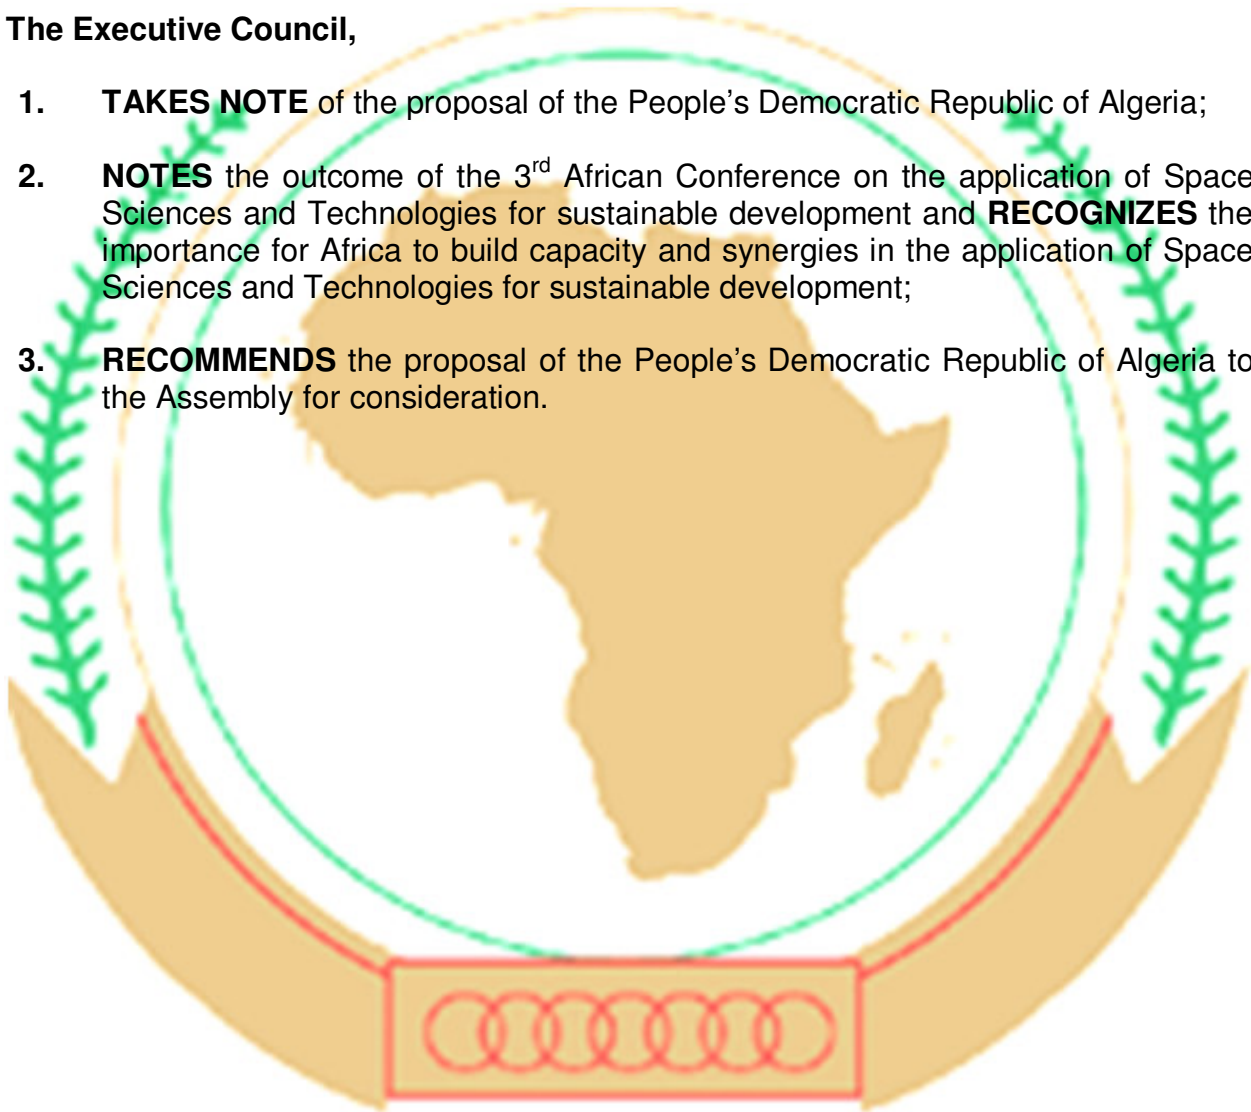 The Executive Council,
1. TAKES NOTE of the proposal of the People's Democratic Republic of Algeria;
2. NOTES the outcome of the 3rd African Conference on the application of Space
Sciences and Technologies for sustainable development and RECOGNIZES the
importance for Africa to build capacity and synergies in the application of Space
Sciences and Technologies for sustainable development;
3. RECOMMENDS the proposal of the People's Democratic Republic of Algeria to
the Assembly for consideration.